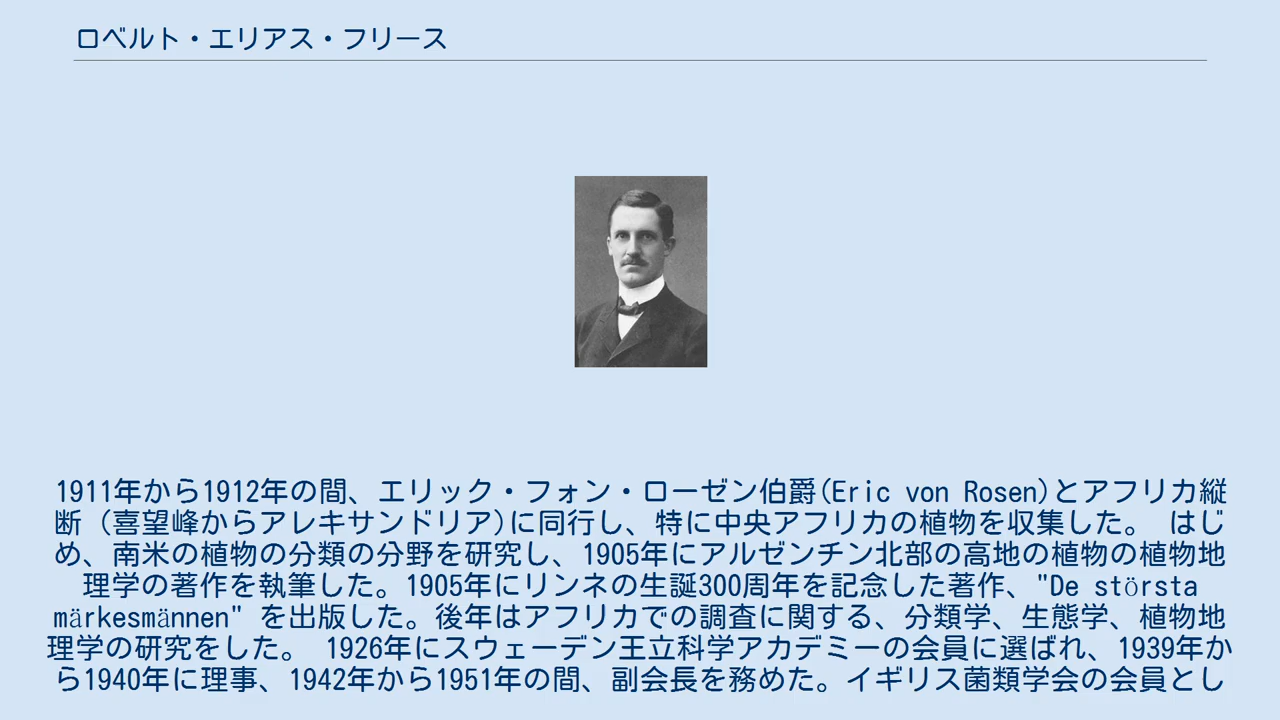 ロベルト・エリアス・フリース
1911年から1912年の間、エリック・フォン・ローゼン伯爵(Eric von Rosen)とアフリカ縦
断 (喜望峰からアレキサンドリア)に同行し、特に中央アフリカの植物を収集した。 はじ
め、南米の植物の分類の分野を研究し、1905年にアルゼンチン北部の高地の植物の植物地
理学の著作を執筆した。1905年にリンネの生誕300周年を記念した著作、"De största
märkesmännen" を出版した。後年はアフリカでの調査に関する、分類学、生態学、植物地
理学の研究をした。 1926年にスウェーデン王立科学アカデミーの会員に選ばれ、1939年か
ら1940年に理事、1942年から1951年の間、副会長を務めた。イギリス菌類学会の会員とし